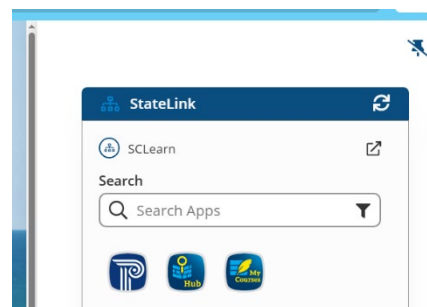 StateLink
SCLearn
Search
Search Apps
P
Hub
My
Courses